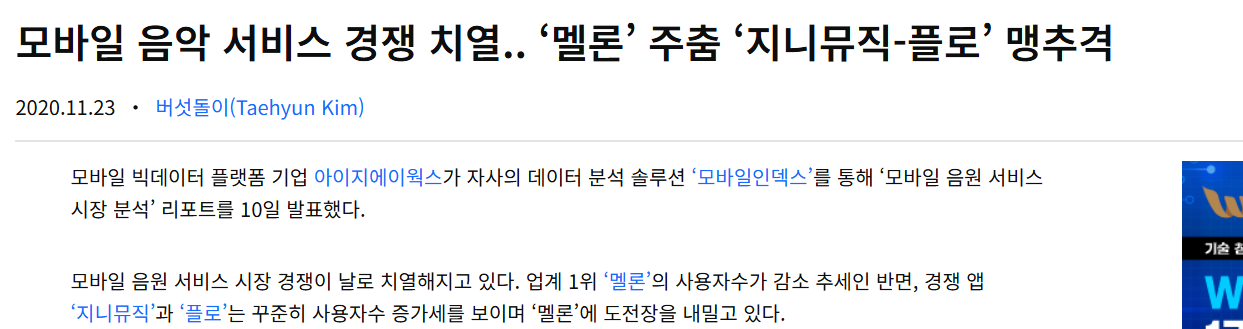 모바일 음악 서비스 경쟁 치열.. ‘멜론’ 주춤 ‘지니뮤직-플로’ 맹추격
2020.11.23 • 버섯돌이(Taehyun Kim)
모바일 빅데이터 플랫폼 기업 아이지에이웍스가 자사의 데이터 분석 솔루션 ‘모바일인덱스’를 통해 ‘모바일 음원 서비스
시장 분석’ 리포트를 10일 발표했다.
모바일 음원 서비스 시장 경쟁이 날로 치열해지고 있다. 업계 1위 ‘멜론’의 사용자수가 감소 추세인 반면, 경쟁 앱
‘지니뮤직’과 ‘플로’는 꾸준히 사용자수 증가세를 보이며 ‘멜론’에 도전장을 내밀고 있다.
기술